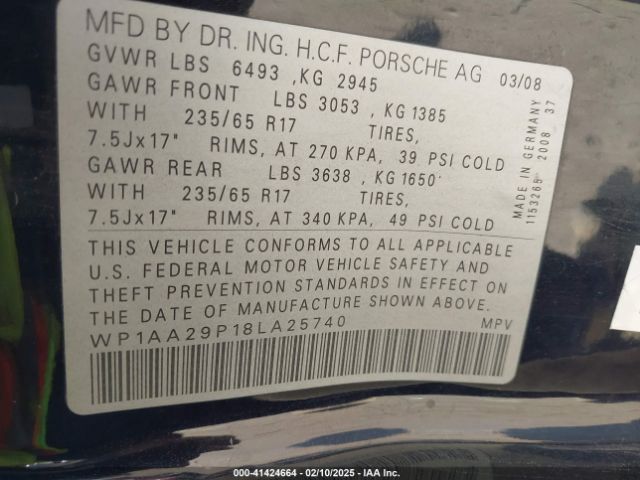 MFD BY DR. ING. H.C.F. PORSCHE AG 03/08
GVWR LBS 6493 , KG 2945
GAWR FRONT LBS 3053 , KG 1385
WITH 235/65 R17 TIRES,
7.5Jx17" RIMS, AT 270 KPA, 39 PSI COLD
GAWR REAR LBS 3638 , KG 1650
WITH 235/65 R17 TIRES,
7.5Jx17" RIMS, AT 340 KPA, 49 PSI COLD
THIS VEHICLE CONFORMS TO ALL APPLICABLE
U.S. FEDERAL MOTOR VEHICLE SAFETY AND
THEFT PREVENTION STANDARDS IN EFFECT ON
THE DATE OF MANUFACTURE SHOWN ABOVE.
WP1AA29P18LA25740 MPV
MADE IN GERMANY
1153265 2008 37
000-41424664 - 02/10/2025 - IAA Inc.